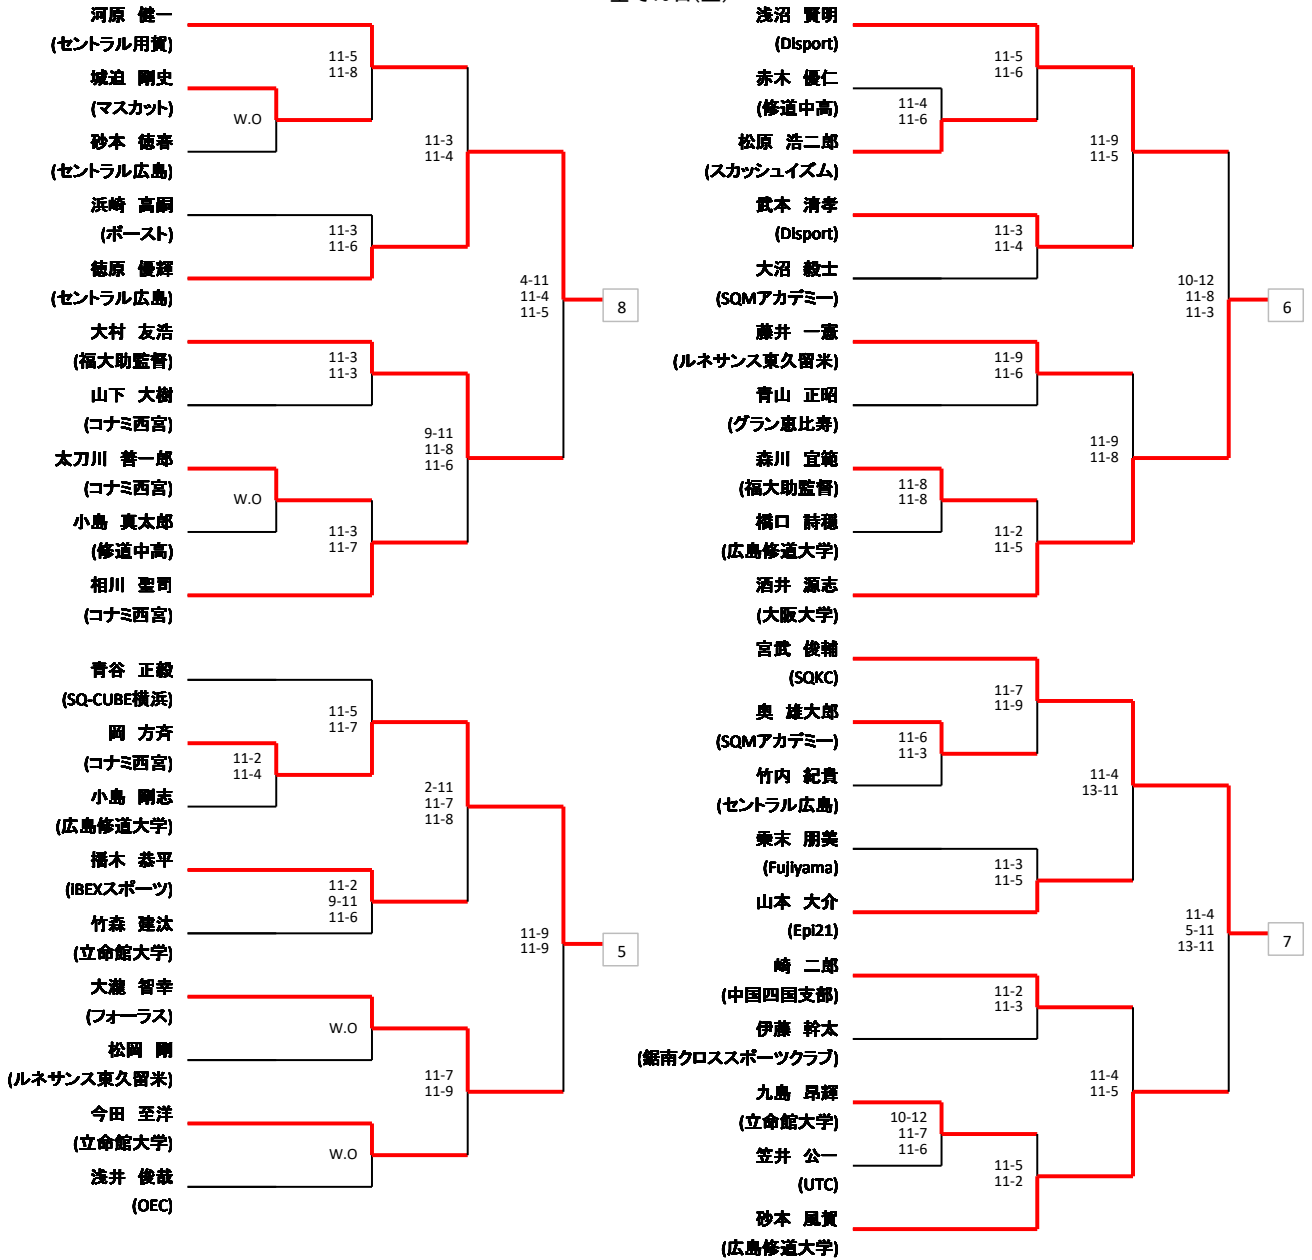 河原 健一
(セントラル用賀)
城迫 剛史
(マスカット)
砂本 徳春
(セントラル広島)
浜崎 高嗣
(ボースト)
徳原 優輝
(セントラル広島)
大村 友浩
(福大助監督)
山下 大樹
(コナミ西宮)
太刀川 善一郎
(コナミ西宮)
小島 真太郎
(修道中高)
相川 聖司
(コナミ西宮)
11-5
11-8
W.O
11-3
11-4
11-3
11-6
4-11
11-4
11-5
8
11-3
11-3
9-11
11-8
11-6
W.O
11-3
11-7
青谷 正毅
(SQ-CUBE横浜)
岡 方斉
(コナミ西宮)
小島 剛志
(広島修道大学)
播木 恭平
(IBEXスポーツ)
竹森 建汰
(立命館大学)
大瀧 智幸
(フォーラス)
松岡 剛
(ルネサンス東久留米)
今田 至洋
(立命館大学)
浅井 俊哉
(OEC)
11-5
11-7
11-2
11-4
2-11
11-7
11-8
11-2
9-11
11-6
11-9
11-9
5
W.O
11-7
11-9
W.O
浅沼 賢明
(Disport)
赤木 優仁
(修道中高)
松原 浩二郎
(スカッシュイズム)
武本 清孝
(Disport)
大沼 毅士
(SQMアカデミー)
藤井 一憲
(ルネサンス東久留米)
青山 正昭
(グラン恵比寿)
森川 宜範
(福大助監督)
橋口 詩穏
(広島修道大学)
酒井 源志
(大阪大学)
11-5
11-6
11-4
11-6
11-9
11-5
11-3
11-4
10-12
11-8
11-3
6
11-9
11-6
11-9
11-8
11-8
11-8
11-2
11-5
宮武 俊輔
(SQKC)
奥 雄大郎
(SQMアカデミー)
竹内 紀貴
(セントラル広島)
乗末 朋美
(Fujiyama)
山本 大介
(Epi21)
崎 二郎
(中国四国支部)
伊藤 幹太
(鋸南クロススポーツクラブ)
九島 昂輝
(立命館大学)
笠井 公一
(UTC)
砂本 風賀
(広島修道大学)
11-7
11-9
11-6
11-3
11-4
13-11
11-3
11-5
11-4
5-11
13-11
7
11-2
11-3
11-4
11-5
10-12
11-7
11-6
11-5
11-2